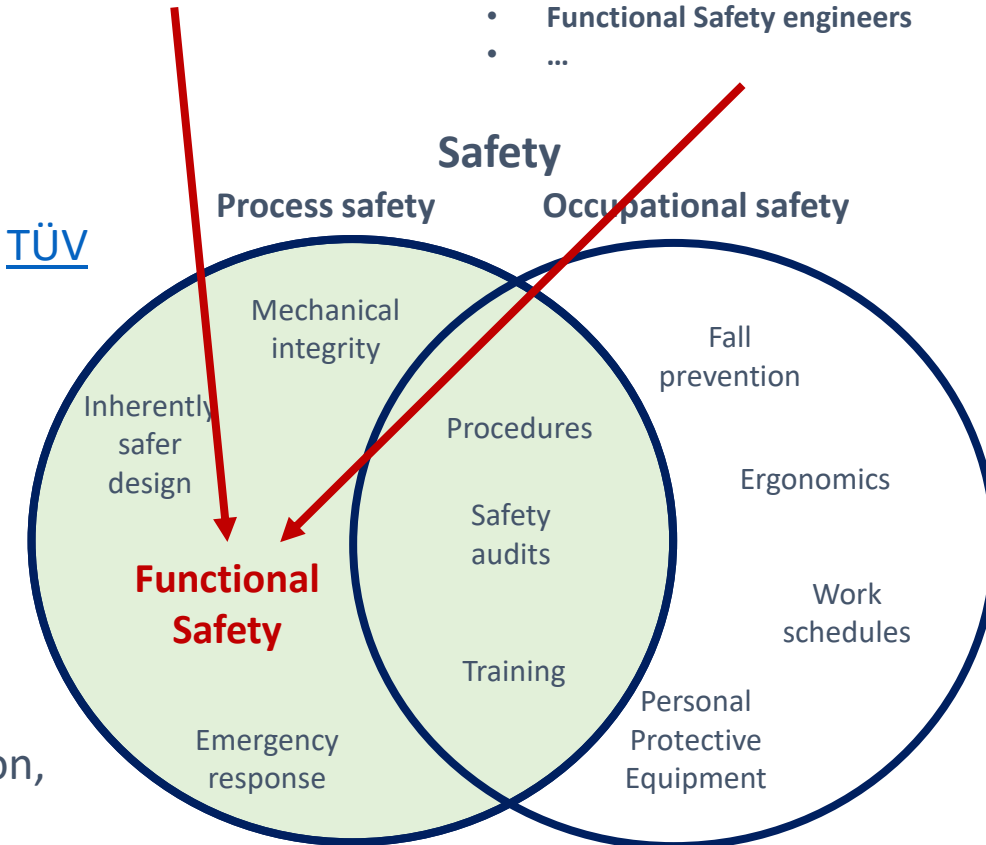 • Functional Safety engineers
• …
Safety
Process safety
Occupational safety
TÜV
Mechanical
integrity
Fall
prevention
Inherently
safer
design
Procedures
Ergonomics
Safety
audits
Functional
Safety
Work
schedules
Training
Personal
Protective
Equipment
Emergency
response
on,